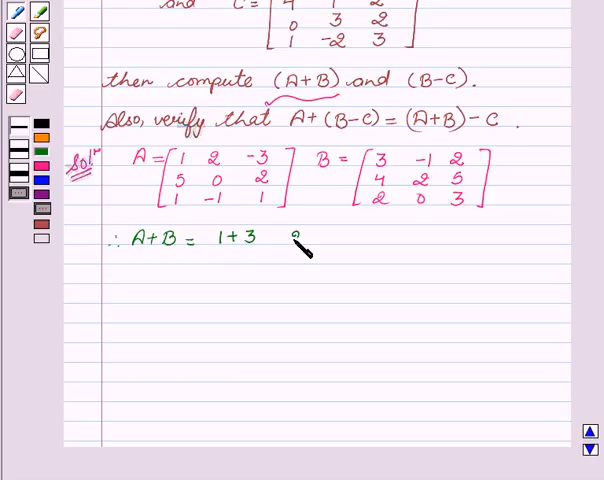 and C = [ 4 1 2
0 3 2
1 -2 3 ]
then compute (A+B) and (B-C).
Also, verify that A+(B-C) = (A+B)-C .
Solⁿ A = [ 1 2 -3 ] B = [ 3 -1 2 ]
5 0 2 4 2 5
1 -1 1 2 0 3
∴ A+B = 1+3